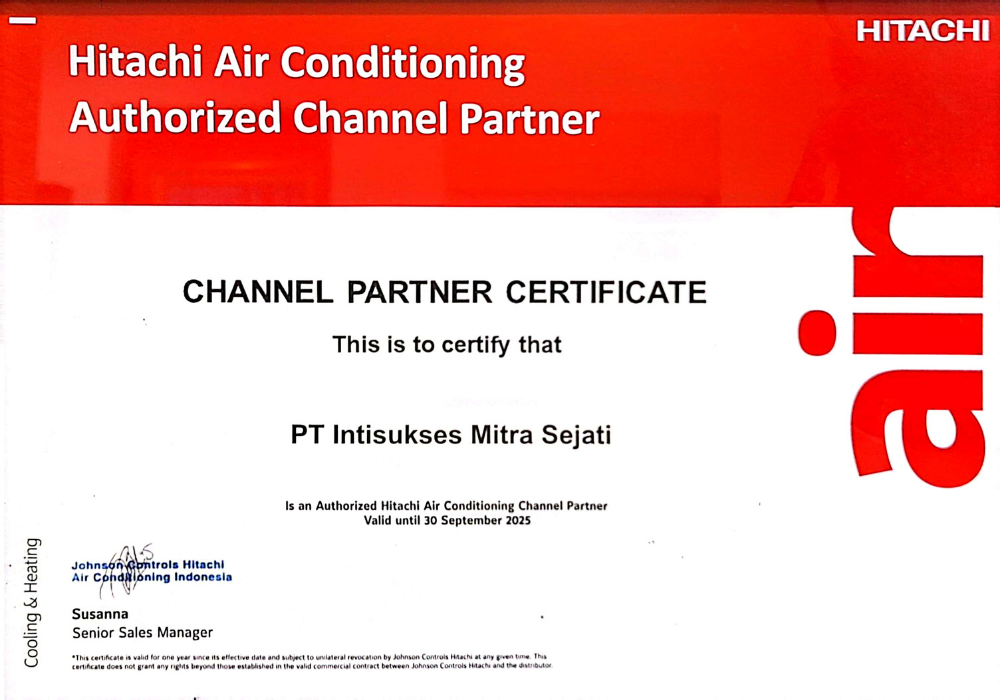 HITACHI
Hitachi Air Conditioning
Authorized Channel Partner
air
CHANNEL PARTNER CERTIFICATE
This is to certify that
PT Intisukses Mitra Sejati
Is an Authorized Hitachi Air Conditioning Channel Partner
Valid until 30 September 2025
Cooling & Heating
Johnson Controls Hitachi
Air Conditioning Indonesia
Susanna
Senior Sales Manager
*This certificate is valid for one year since its effective date and subject to unilateral revocation by Johnson Controls Hitachi at any given time. This
certificate does not grant any rights beyond those established in the valid commercial contract between Johnson Controls Hitachi and the distributor.